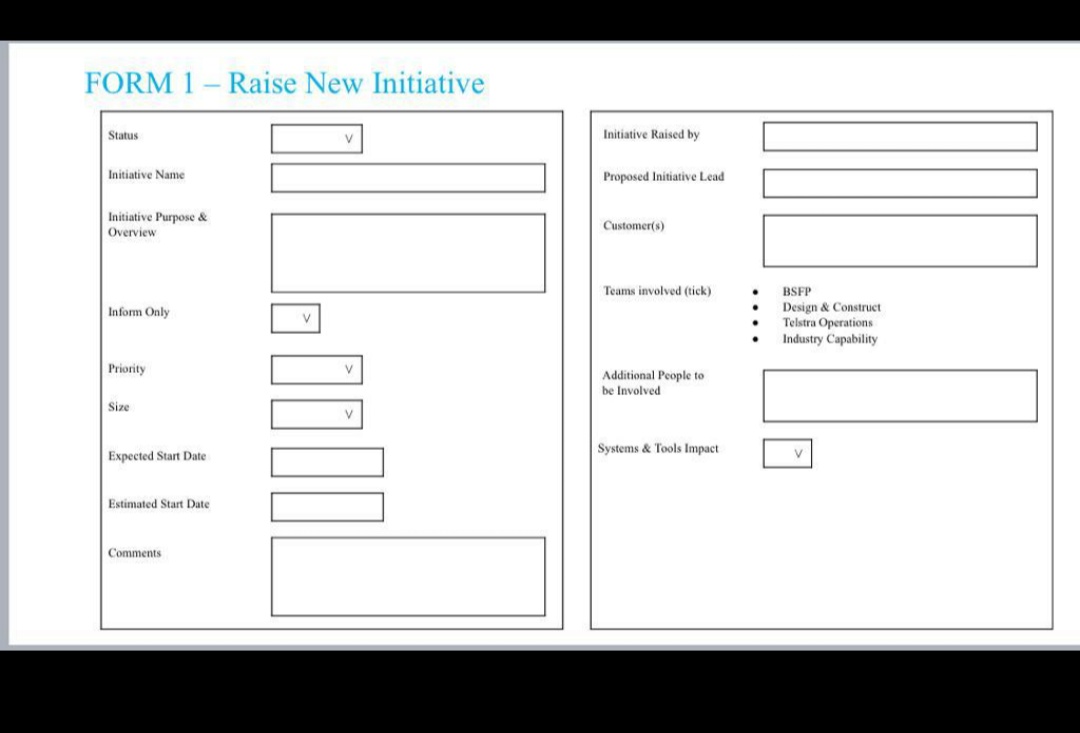 FORM 1 – Raise New Initiative
Status
V
Initiative Name
Initiative Purpose &
Overview
Inform Only
V
Priority
V
Size
V
Expected Start Date
Estimated Start Date
Comments
Initiative Raised by
Proposed Initiative Lead
Customer(s)
Teams involved (tick)
• BSFP
• Design & Construct
• Telstra Operations
• Industry Capability
Additional People to
be Involved
Systems & Tools Impact
V